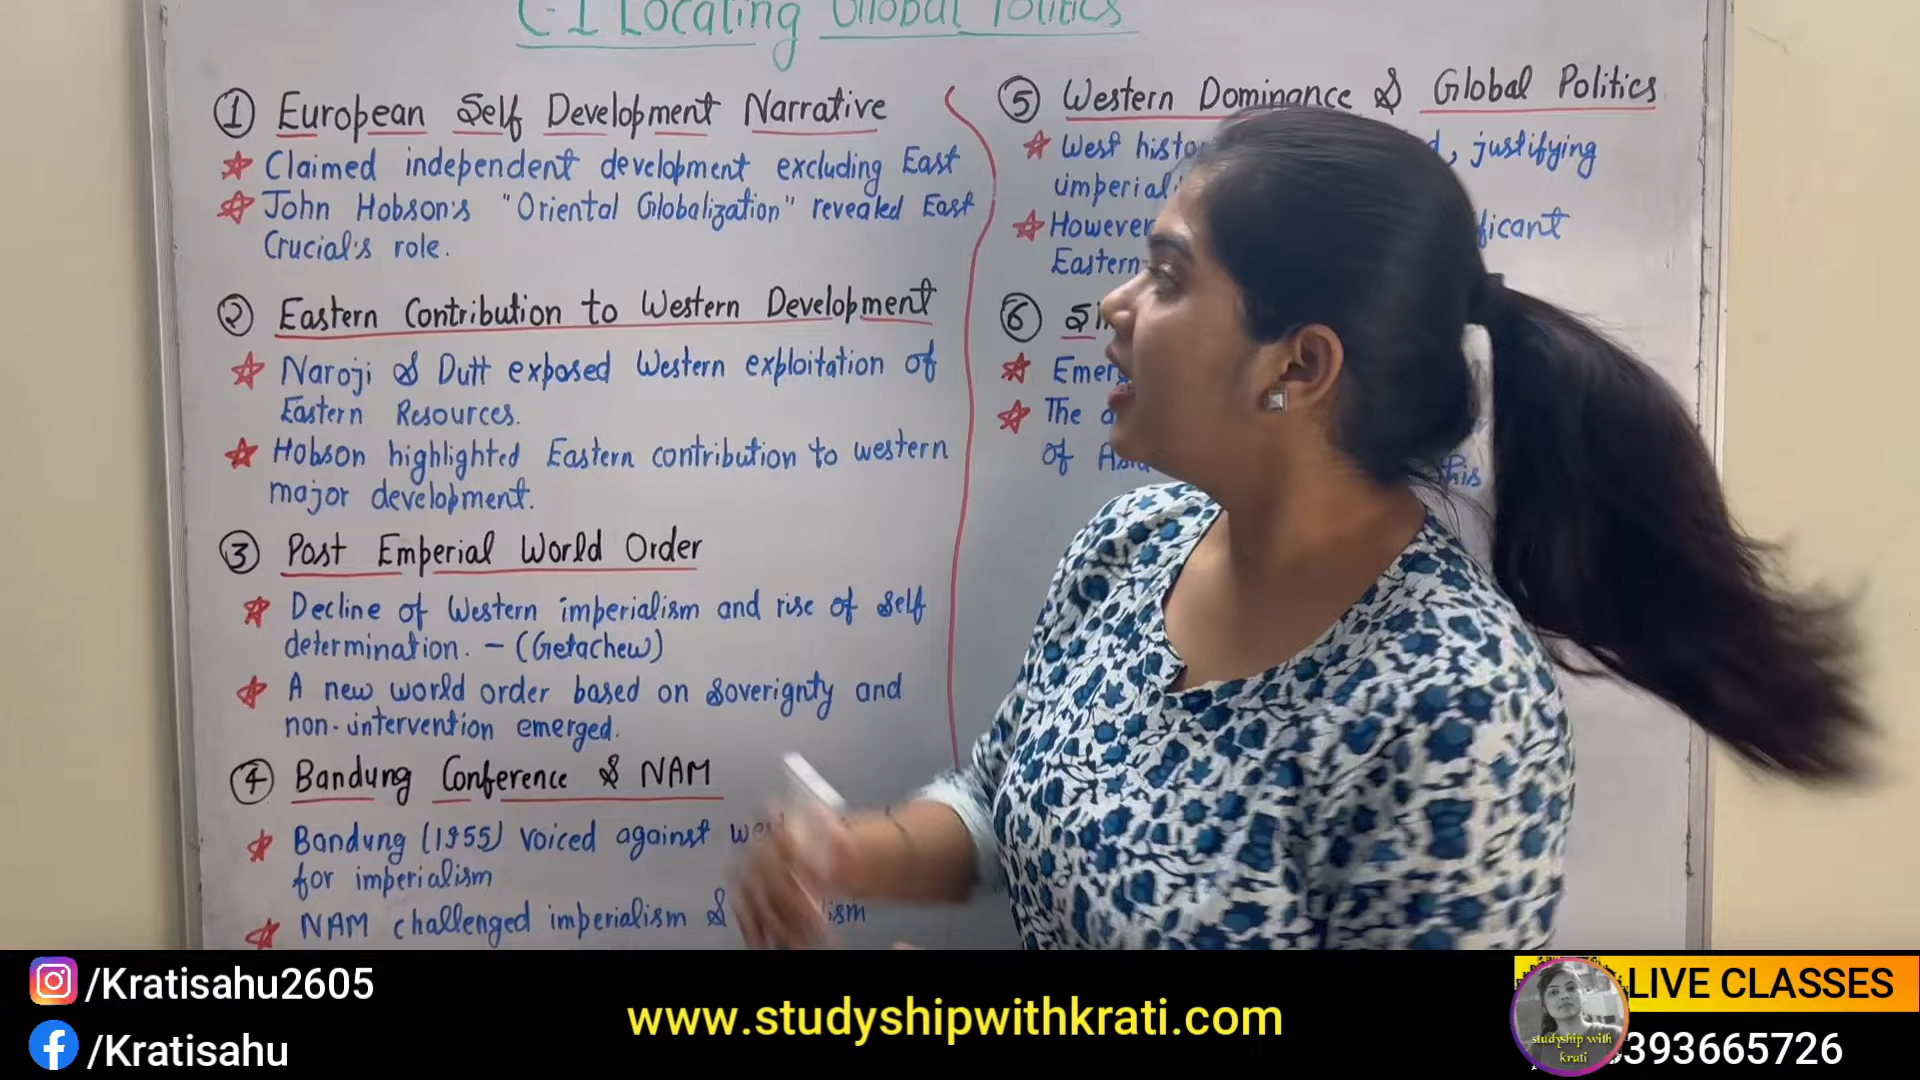 C-1 Locating Global Politics
① European Self Development Narrative
☆ Claimed independent development excluding East
☆ John Hobson's "Oriental Globalization" revealed East
Crucial's role.
② Eastern Contribution to Western Development
☆ Naroji & Dutt exposed Western exploitation of
Eastern Resources.
☆ Hobson highlighted Eastern contribution to western
major development.
③ Post Emperial World Order
☆ Decline of Western imperialism and rise of self
determination. - (Getachew)
☆ A new world order based on soverignty and
non-intervention emerged.
④ Bandung Conference & NAM
☆ Bandung (1955) voiced against
for imperialism
☆ NAM challenged imperialism &
⑤ Western Dominance & Global Politics
☆ West , justifying
☆ However
Eastern
⑥
☆
☆ The
of
/Kratisahu2605
/Kratisahu
www.studyshipwithkrati.com
LIVE CLASSES
studyship with
krati
393665726